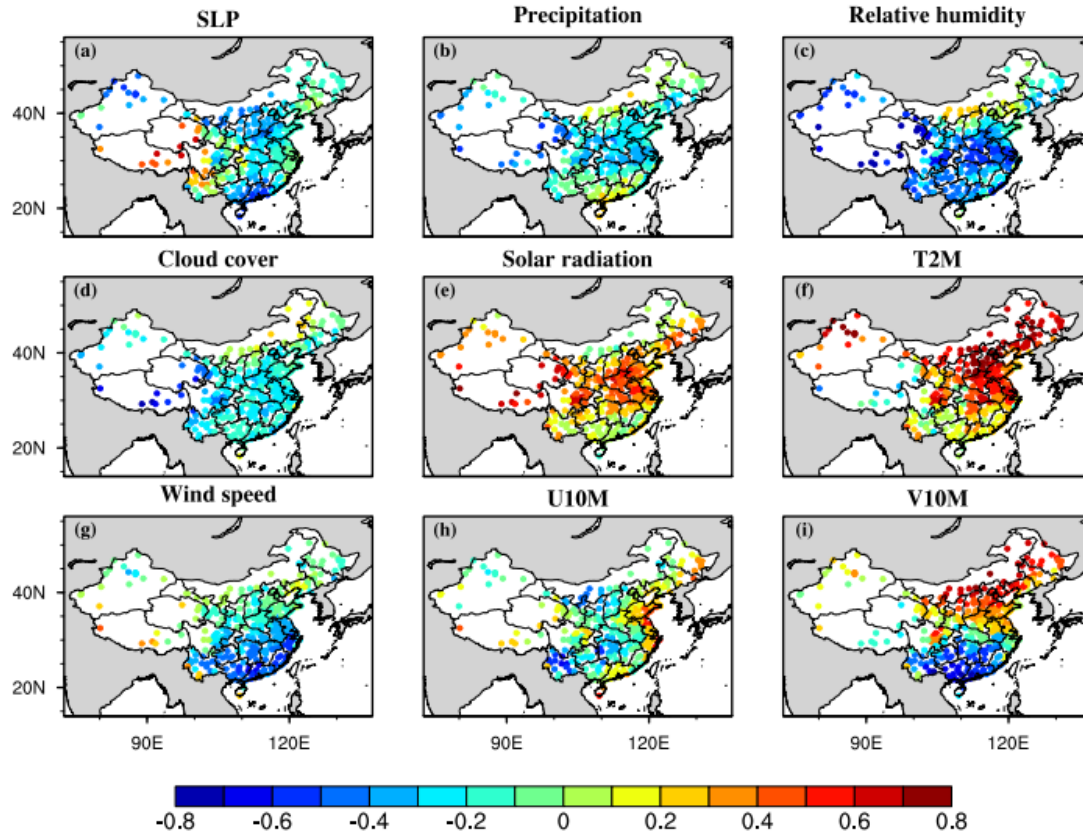 SLP Precipitation Relative humidity
(a) (b) (c)
40N
20N
Cloud cover Solar radiation T2M
(d) (e) (f)
40N
20N
Wind speed U10M V10M
(g) (h) (i)
40N
20N
90E 120E 90E 120E 90E 120E
-0.8 -0.6 -0.4 -0.2 0 0.2 0.4 0.6 0.8